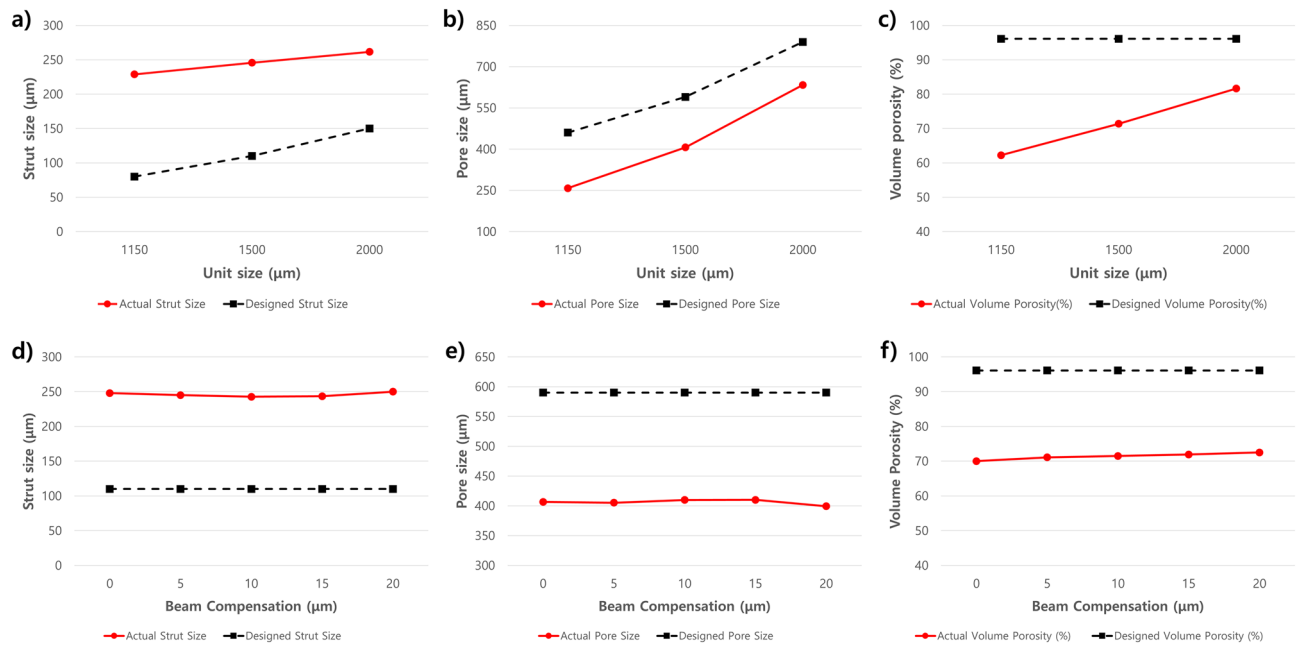 a)
300
250
200
150
100
50
0
Strut size (μm)
1150 1500 2000
Unit size (μm)
Actual Strut Size Designed Strut Size
b)
850
700
550
400
250
100
Pore size (μm)
1150 1500 2000
Unit size (μm)
Actual Pore Size Designed Pore Size
c)
100
90
80
70
60
50
40
Volume porosity (%)
1150 1500 2000
Unit size (μm)
Actual Volume Porosity(%) Designed Volume Porosity(%)
d)
300
250
200
150
100
50
0
Strut size (μm)
0 5 10 15 20
Beam Compensation (μm)
Actual Strut Size Designed Strut Size
e)
650
600
550
500
450
400
350
300
Pore size (μm)
0 5 10 15 20
Beam Compensation (μm)
Actual Pore Size Designed Pore Size
f)
100
90
80
70
60
50
40
Volume Porosity (%)
0 5 10 15 20
Beam Compensation (μm)
Actual Volume Porosity (%) Designed Volume Porosity (%)